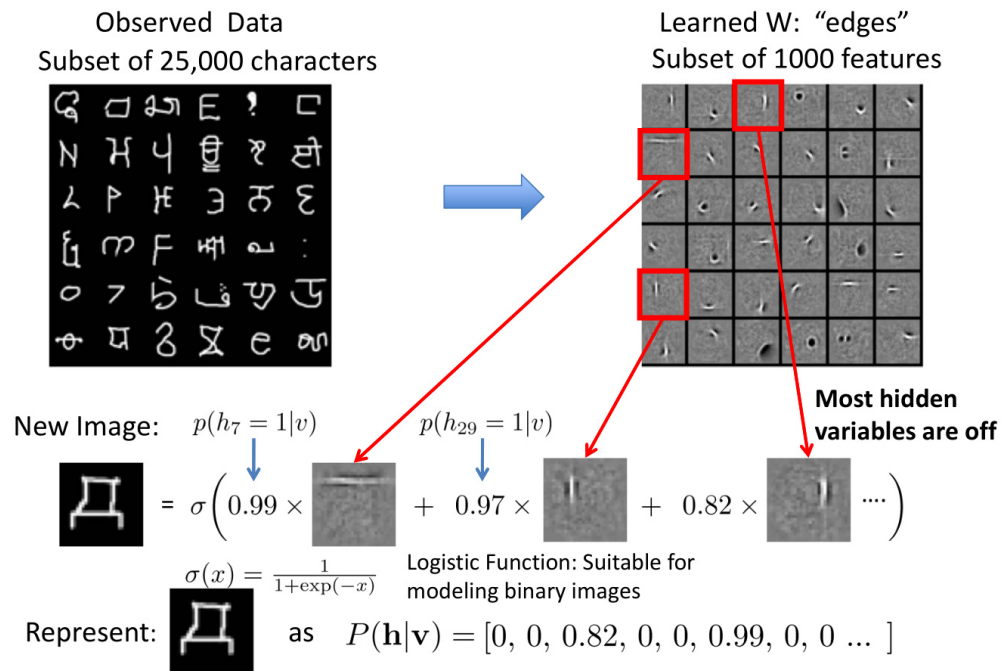 Observed Data
Subset of 25,000 characters
Learned W: “edges”
Subset of 1000 features
New Image:
p(h₇ = 1|v)
p(h₂₉ = 1|v)
Most hidden
variables are off
= σ(0.99 × + 0.97 × + 0.82 × ....)
σ(x) = 1/(1+exp(−x))
Logistic Function: Suitable for
modeling binary images
Represent: as P(h|v) = [0, 0, 0.82, 0, 0, 0.99, 0, 0 ... ]